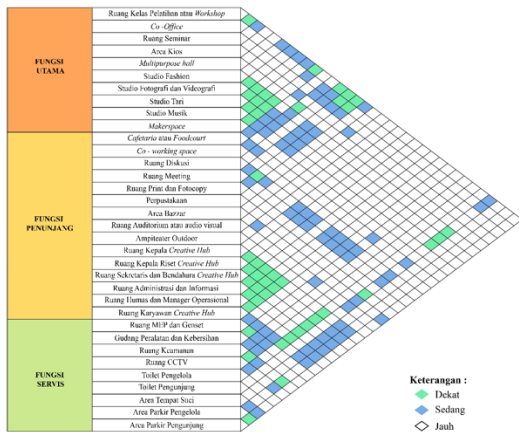 FUNGSI
UTAMA
Ruang Kelas Pelatihan atau Workshop
Co -Office
Ruang Seminar
Area Kios
Multipurpose hall
Studio Fashion
Studio Fotografi dan Videografi
Studio Tari
Studio Musik
Makerspace
FUNGSI
PENUNJANG
Cafetaria atau Foodcourt
Co - working space
Ruang Diskusi
Ruang Meeting
Ruang Print dan Fotocopy
Perpustakaan
Area Bazzar
Ruang Auditorium atau audio visual
Ampiteater Outdoor
Ruang Kepala Creative Hub
Ruang Kepala Riset Creative Hub
Ruang Sekretaris dan Bendahara Creative Hub
Ruang Administrasi dan Informasi
Ruang Humas dan Manager Operasional
Ruang Karyawan Creative Hub
FUNGSI
SERVIS
Ruang MEP dan Genset
Gudang Peralatan dan Kebersihan
Ruang Keamanan
Ruang CCTV
Toilet Pengelola
Toilet Pengunjung
Area Tempat Suci
Area Parkir Pengelola
Area Parkir Pengunjung
Keterangan :
Dekat
Sedang
Jauh